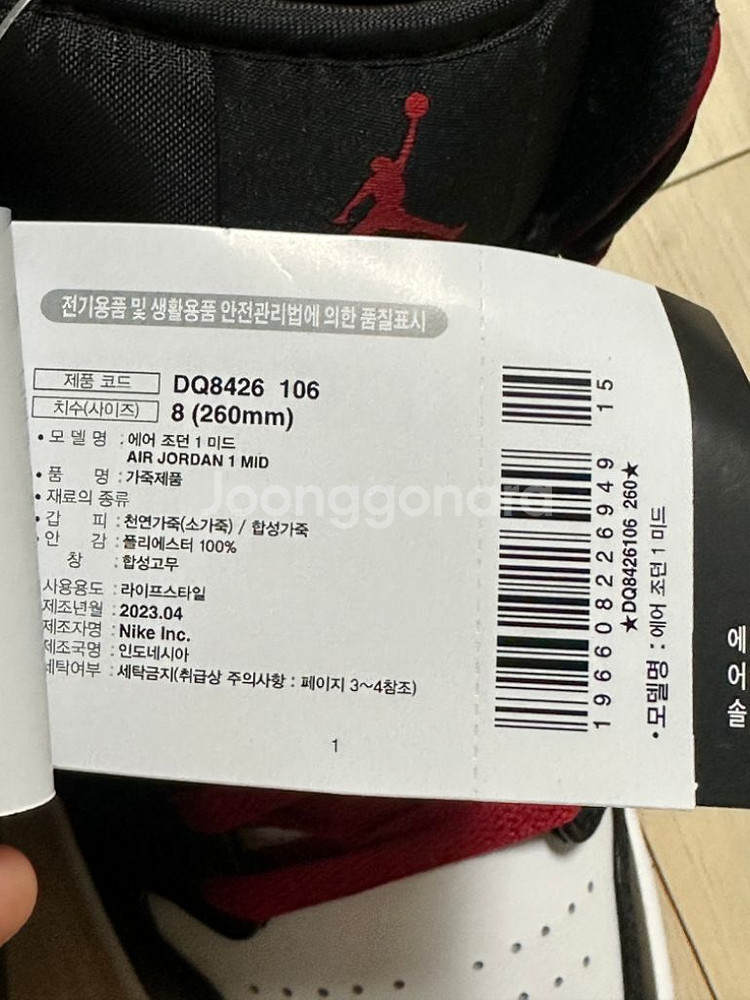 전기용품 및 생활용품 안전관리법에 의한 품질표시
제품 코드 DQ8426 106
치수(사이즈) 8 (260mm)
• 모 델 명 : 에어 조던 1 미드
AIR JORDAN 1 MID
• 품 명 : 가죽제품
• 재료의 종류
• 갑 피 : 천연가죽(소가죽) / 합성가죽
• 안 감 : 폴리에스터 100%
창 : 합성고무
사용용도 : 라이프스타일
제조년월 : 2023.04
제조자명 : Nike Inc.
제조국명 : 인도네시아
세탁여부 : 세탁금지(취급상 주의사항 : 페이지 3~4참조)
1
15
196608226949
★DQ8426106 260★
• 모델명 : 에어 조던 1 미드
에어솔
Joonggonara